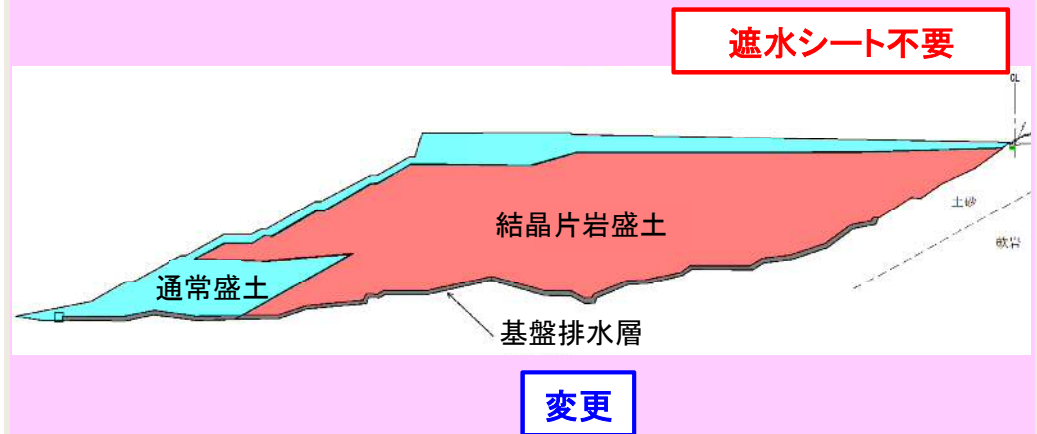 遮水シート不要
CL
土砂
軟岩
結晶片岩盛土
通常盛土
基盤排水層
変更